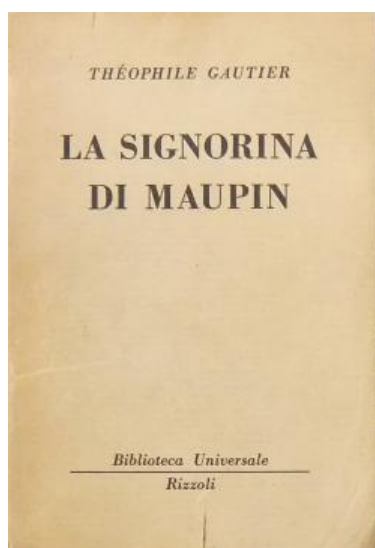 THÉOPHILE GAUTIER
LA SIGNORINA
DI MAUPIN
Biblioteca Universale
Rizzoli